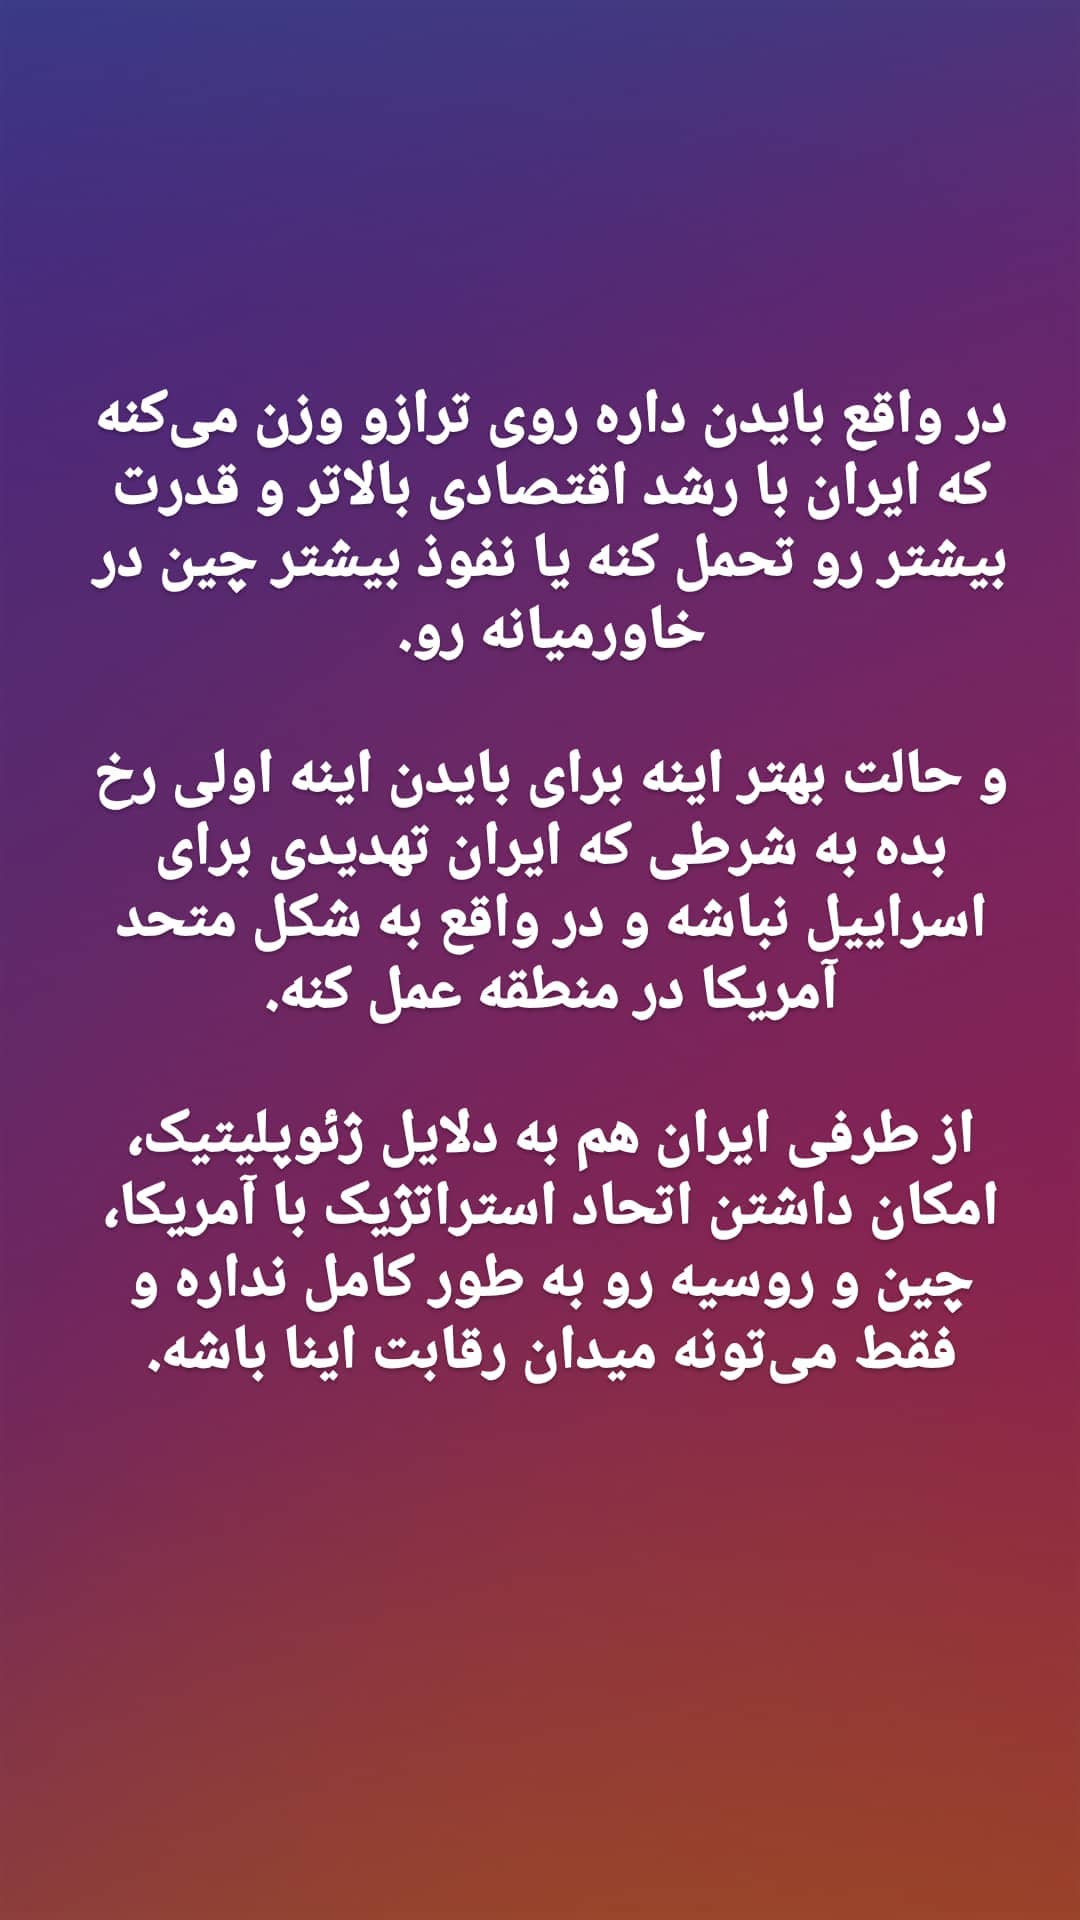 در واقع بایدن داره روی ترازو وزن می‌کنه
که ایران با رشد اقتصادی بالاتر و قدرت
بیشتر رو تحمل کنه یا نفوذ بیشتر چین در
خاورمیانه رو.
و حالت بهتر اینه برای بایدن اینه اولی رخ
بده به شرطی که ایران تهدیدی برای
اسراییل نباشه و در واقع به شکل متحد
آمریکا در منطقه عمل کنه.
از طرفی ایران هم به دلایل ژئوپلیتیک،
امکان داشتن اتحاد استراتژیک با آمریکا،
چین و روسیه رو به طور کامل نداره و
فقط می‌تونه میدان رقابت اینا باشه.